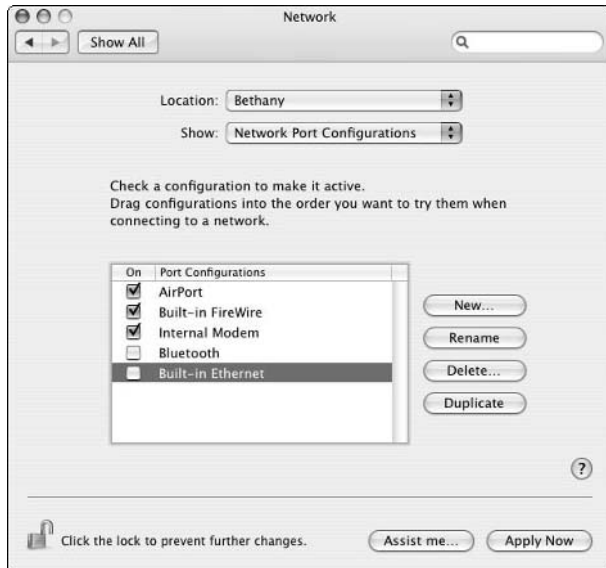 Network
Show All
Location: Bethany
Show: Network Port Configurations
Check a configuration to make it active.
Drag configurations into the order you want to try them when
connecting to a network.
On Port Configurations
AirPort
Built-in FireWire
Internal Modem
Bluetooth
Built-in Ethernet
New...
Rename
Delete...
Duplicate
?
Click the lock to prevent further changes.
Assist me...
Apply Now